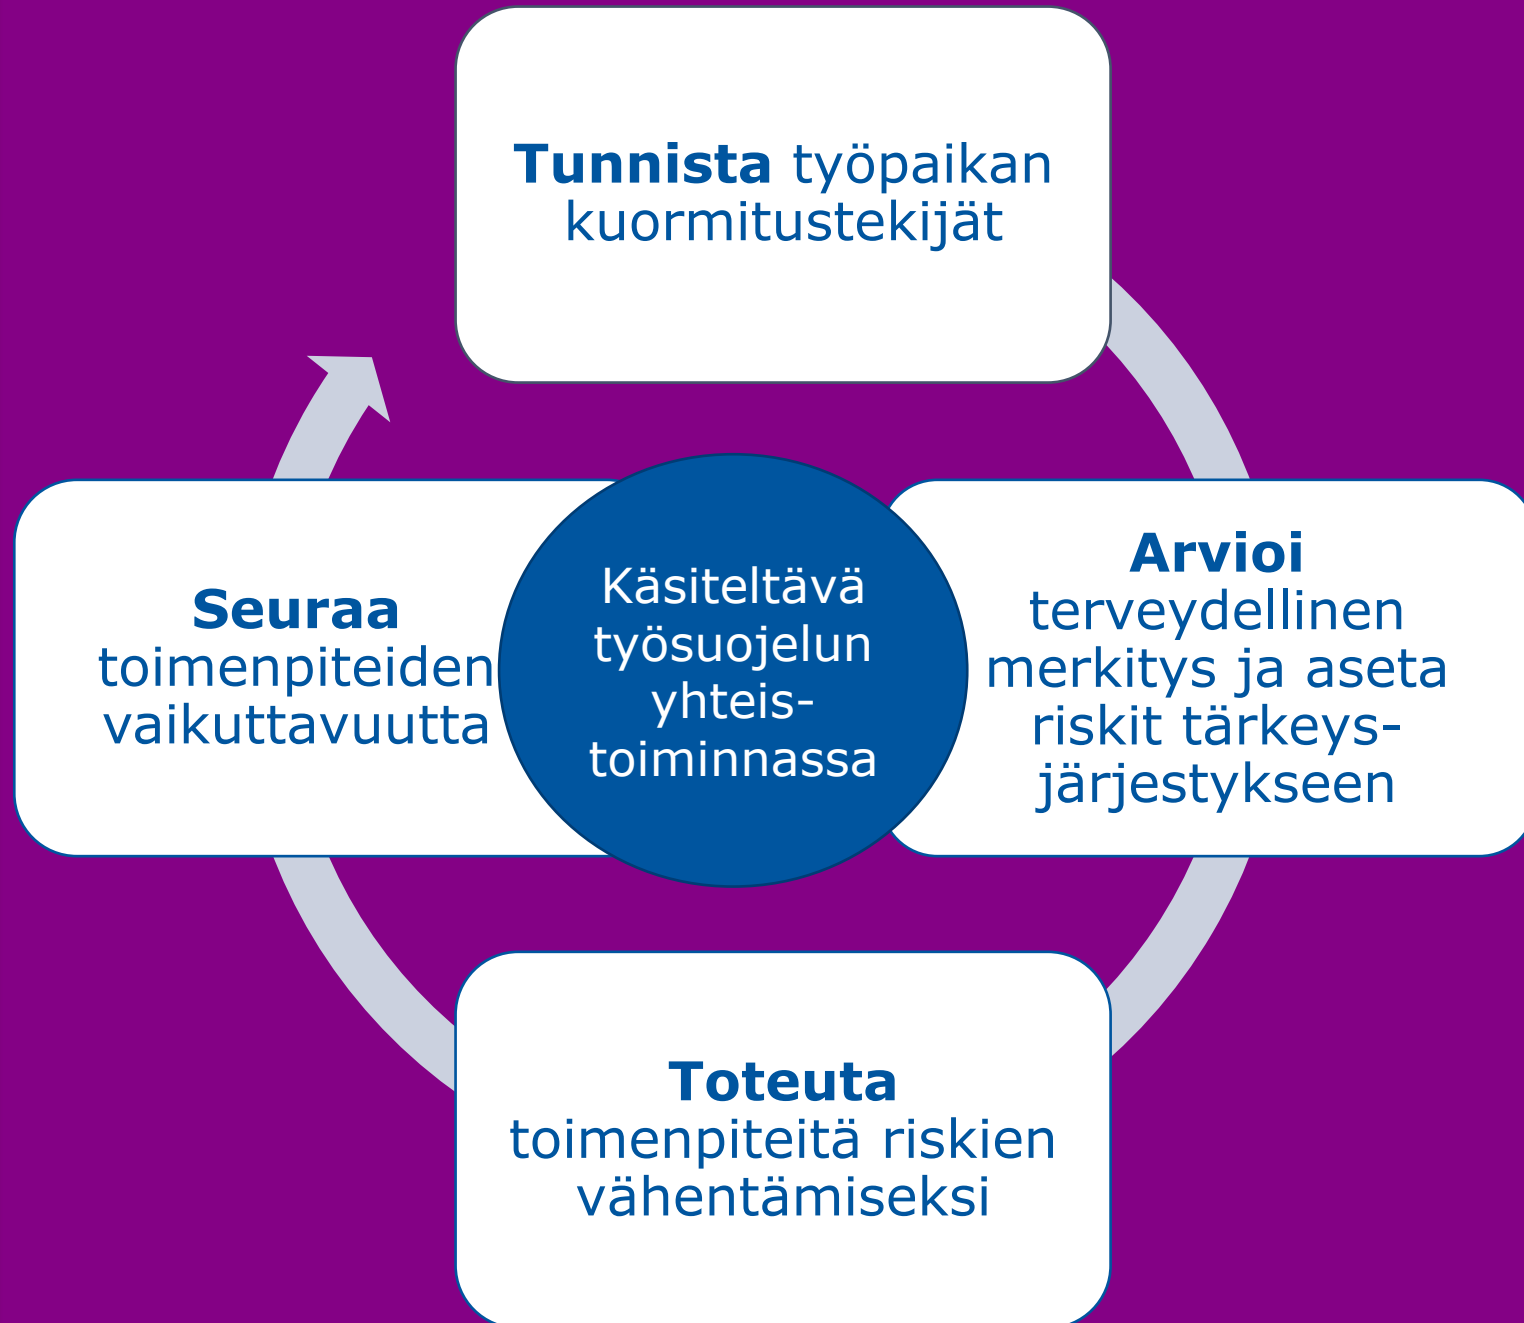 Tunnista työpaikan
kuormitustekijät
Arvioi
terveydellinen
merkitys ja aseta
riskit tärkeys-
järjestykseen
Toteuta
toimenpiteitä riskien
vähentämiseksi
Seuraa
toimenpiteiden
vaikuttavuutta
Käsiteltävä
työsuojelun
yhteis-
toiminnassa